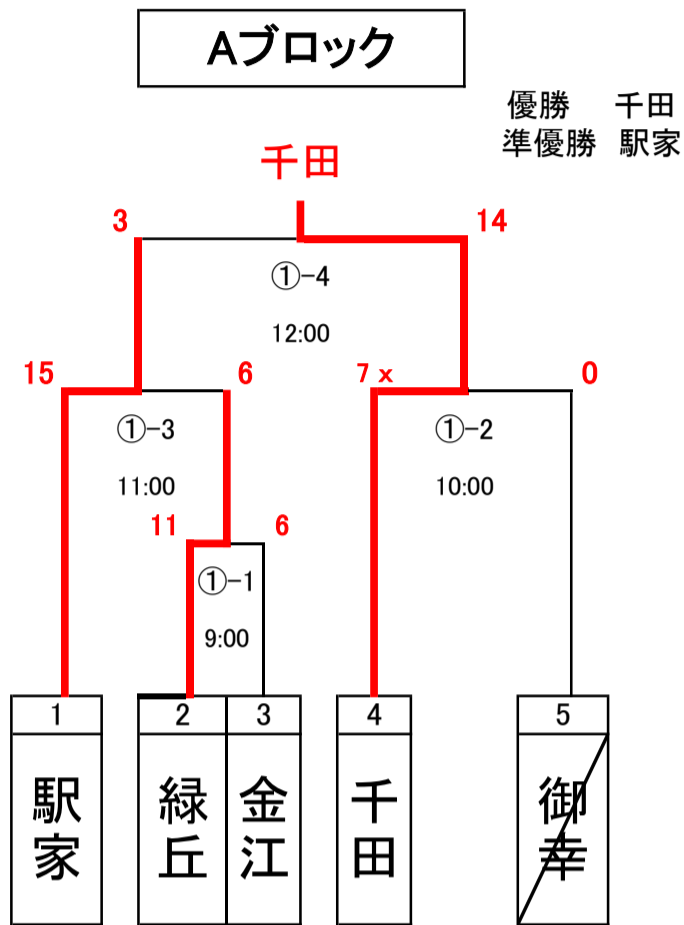 Aブロック
優勝 千田
準優勝 駅家
千田
3 14
①-4
12:00
15 6 7 x 0
①-3 ①-2
11:00 10:00
11 6
①-1
9:00
1 2 3 4 5
駅家 緑丘 金江 千田 御幸